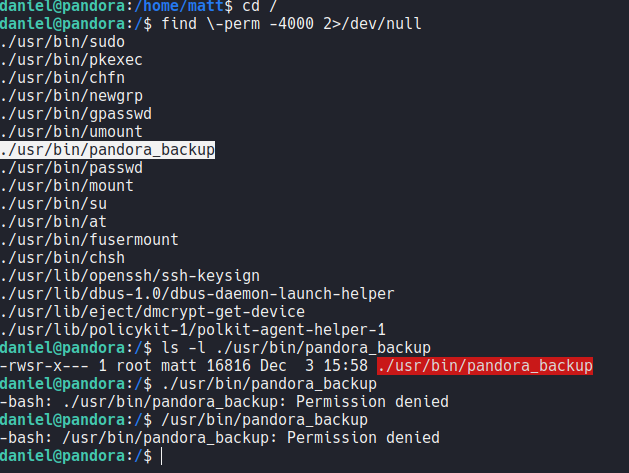 daniel@pandora:/home/matt$ cd /
daniel@pandora:/$ find \-perm -4000 2>/dev/null
./usr/bin/sudo
./usr/bin/pkexec
./usr/bin/chfn
./usr/bin/newgrp
./usr/bin/gpasswd
./usr/bin/umount
./usr/bin/pandora_backup
./usr/bin/passwd
./usr/bin/mount
./usr/bin/su
./usr/bin/at
./usr/bin/fusermount
./usr/bin/chsh
./usr/lib/openssh/ssh-keysign
./usr/lib/dbus-1.0/dbus-daemon-launch-helper
./usr/lib/eject/dmcrypt-get-device
./usr/lib/policykit-1/polkit-agent-helper-1
daniel@pandora:/$ ls -l ./usr/bin/pandora_backup
-rwsr-x--- 1 root matt 16816 Dec  3 15:58 ./usr/bin/pandora_backup
daniel@pandora:/$ ./usr/bin/pandora_backup
-bash: ./usr/bin/pandora_backup: Permission denied
daniel@pandora:/$ /usr/bin/pandora_backup
-bash: /usr/bin/pandora_backup: Permission denied
daniel@pandora:/$